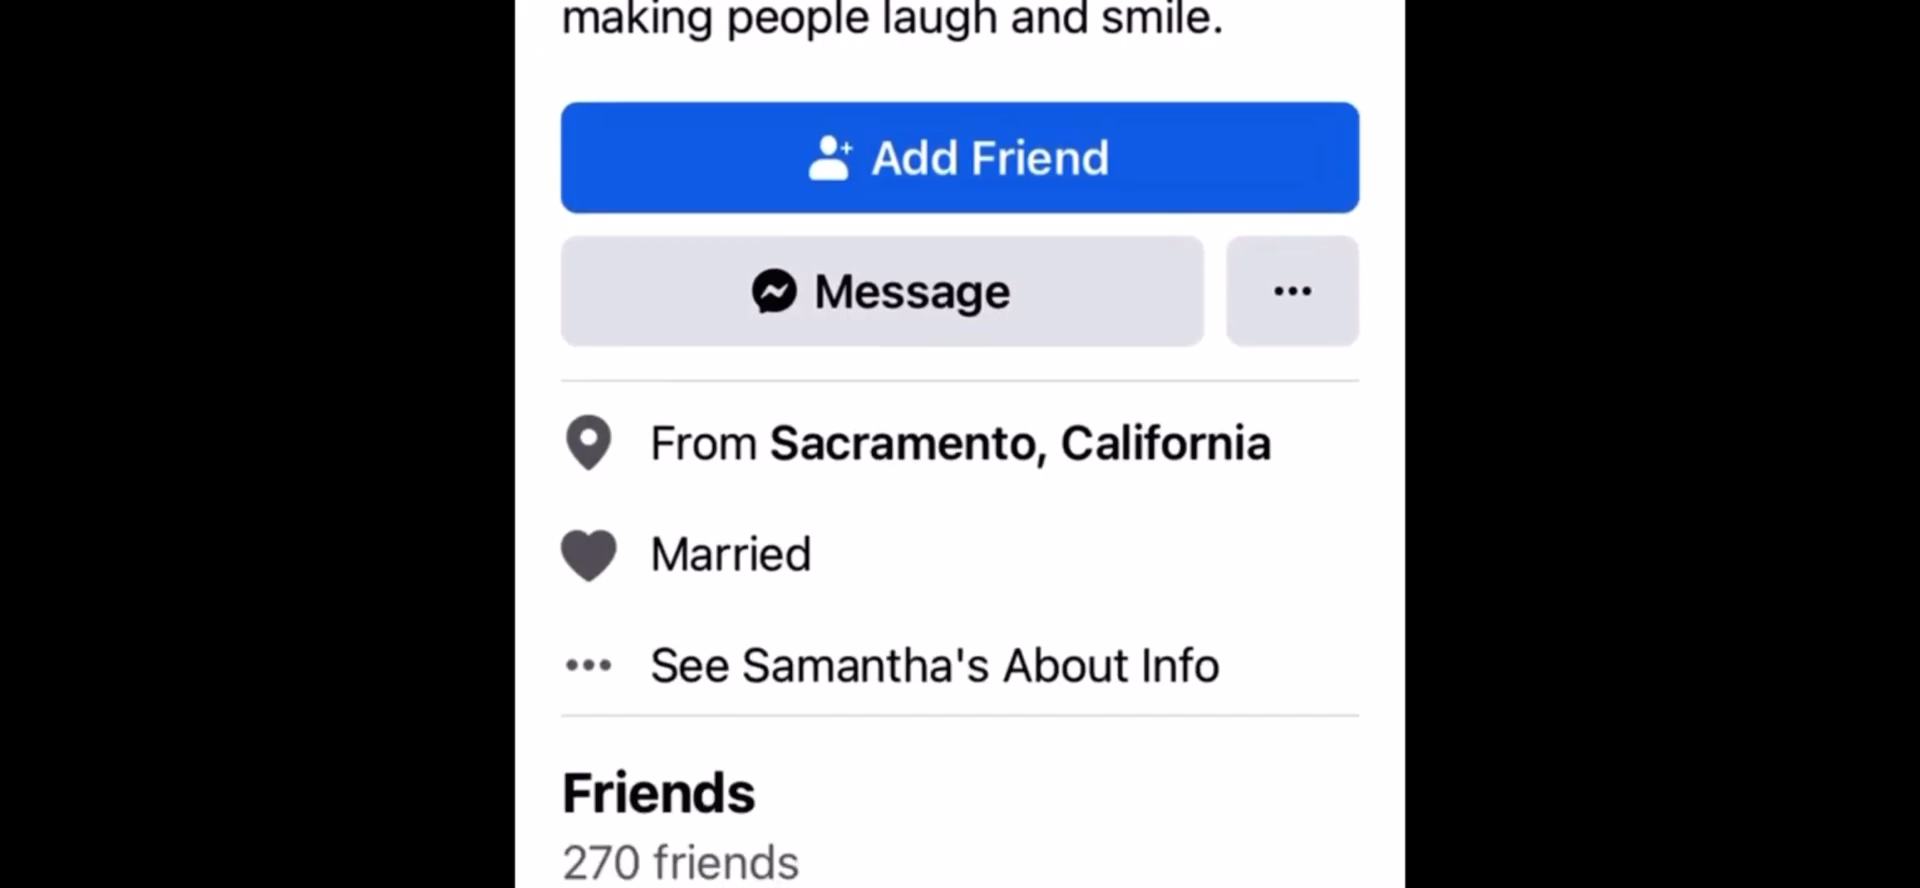 making people laugh and smile.
Add Friend
Message
From Sacramento, California
Married
See Samantha's About Info
Friends
270 friends